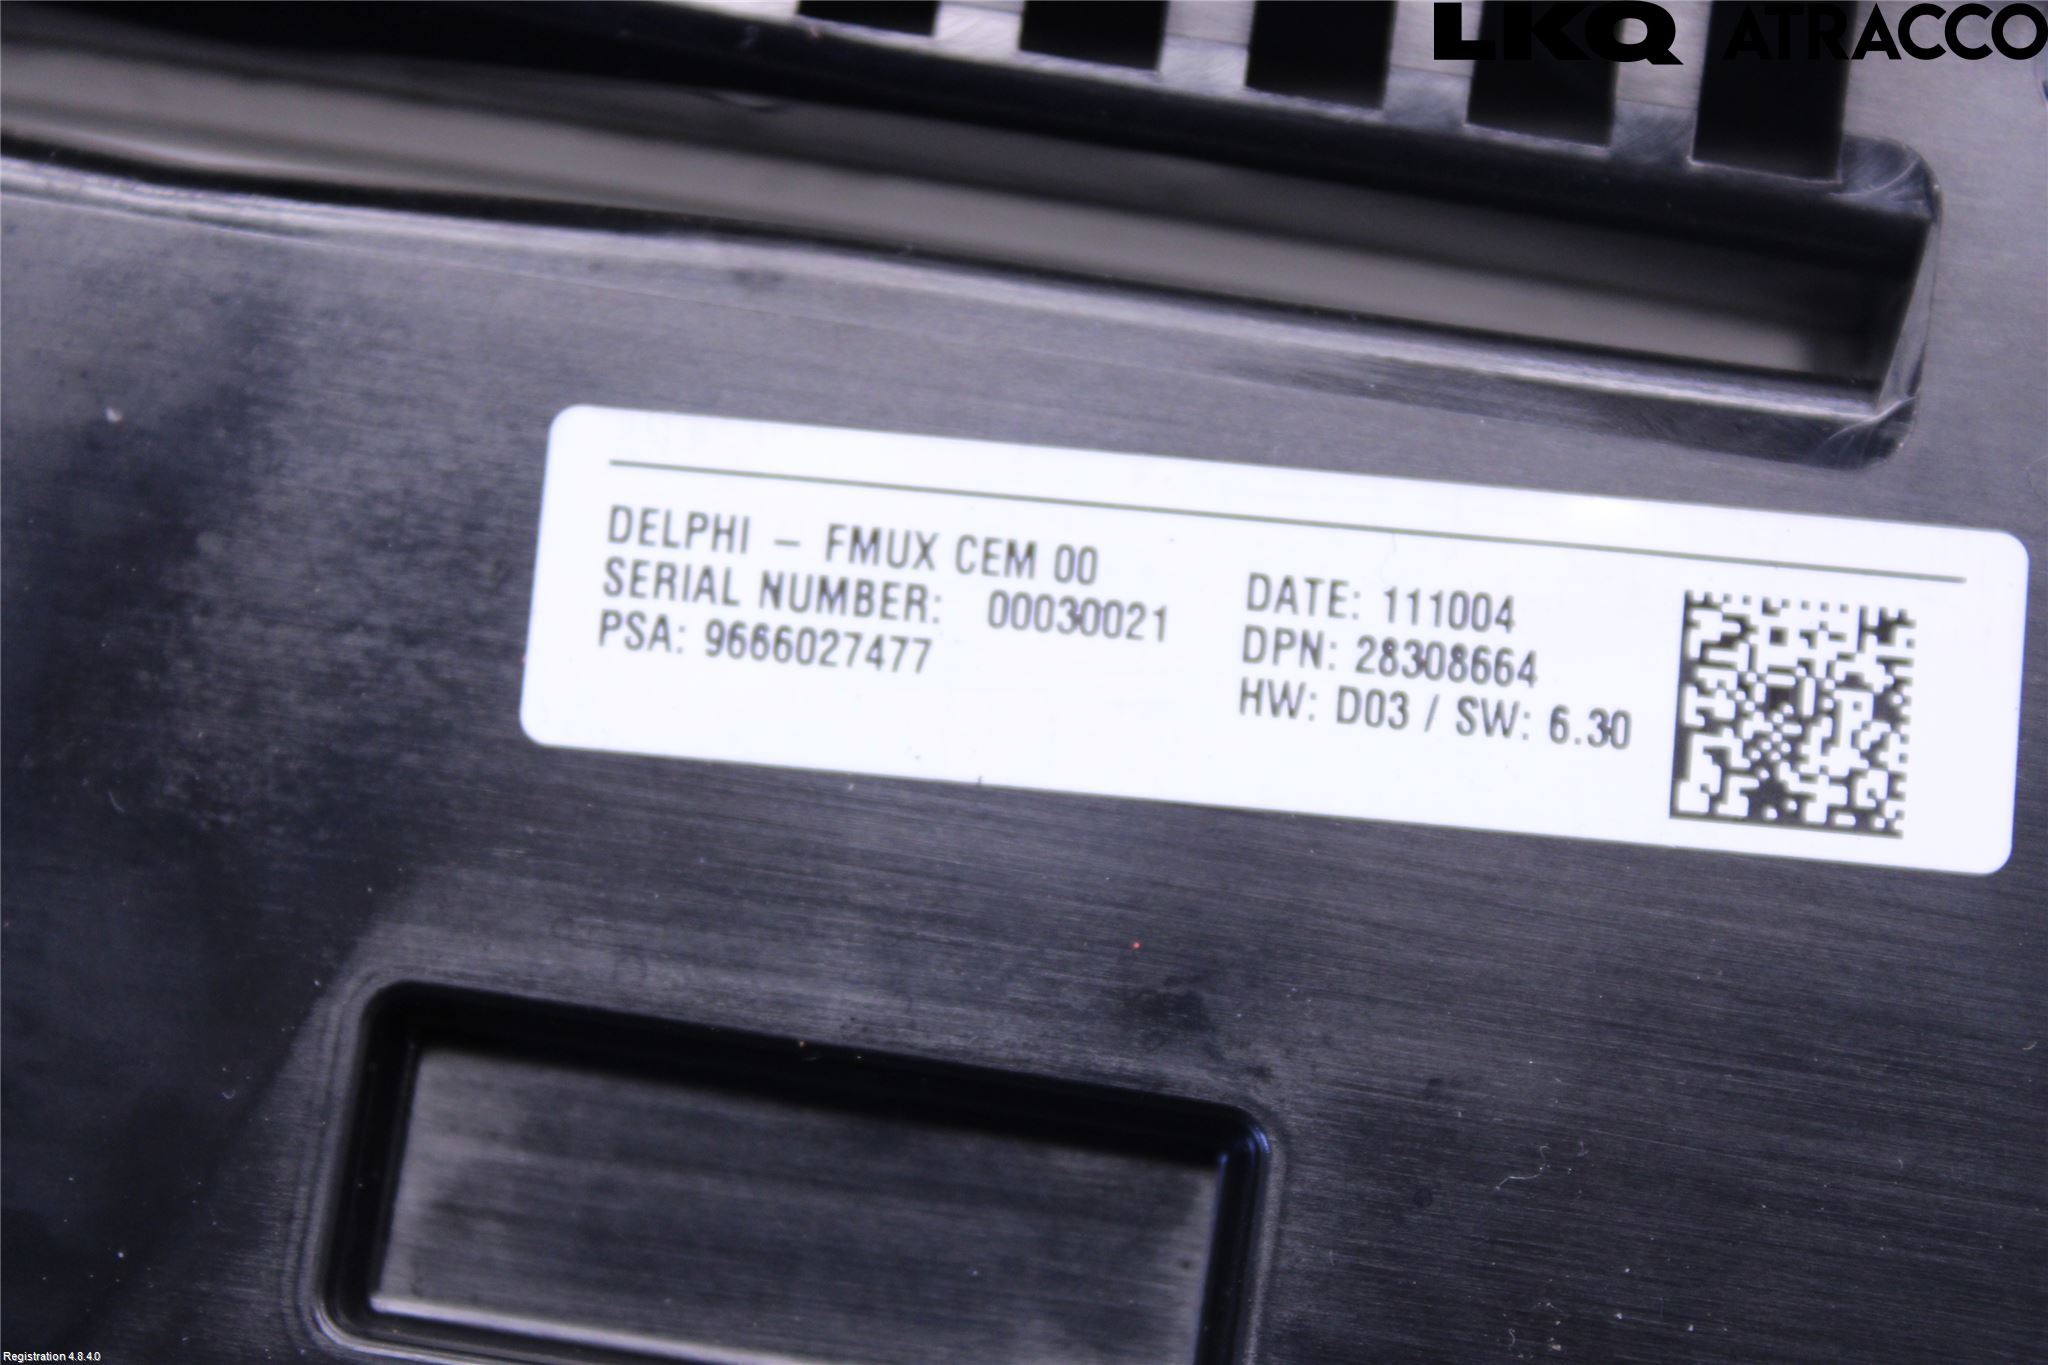 LKQ ATRACCO
DELPHI - FMUX CEM 00
SERIAL NUMBER: 00030021
PSA: 9666027477
DATE: 111004
DPN: 28308664
HW: D03 / SW: 6.30
Registration 4.8.4.0